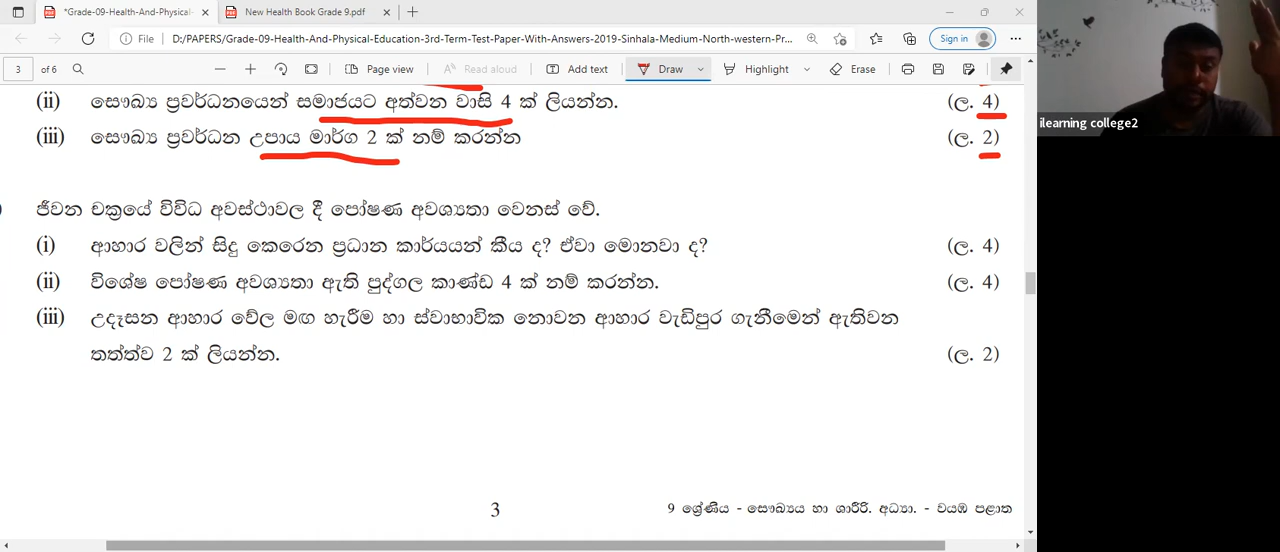 *Grade-09-Health-And-Physical-
New Health Book Grade 9.pdf
File
D:/PAPERS/Grade-09-Health-And-Physical-Education-3rd-Term-Test-Paper-With-Answers-2019-Sinhala-Medium-North-western-Pr...
Sign in
3 of 6
Page view
Read aloud
Add text
Draw
Highlight
Erase
ilearning college2
(ii) සෞඛ්‍ය ප්‍රවර්ධනයෙන් සමාජයට අත්වන වාසි 4 ක් ලියන්න. (ල. 4)
(iii) සෞඛ්‍ය ප්‍රවර්ධන උපාය මාර්ග 2 ක් නම් කරන්න (ල. 2)
ජීවන චක්‍රයේ විවිධ අවස්ථාවල දී පෝෂණ අවශ්‍යතා වෙනස් වේ.
(i) ආහාර වලින් සිදු කෙරෙන ප්‍රධාන කාර්යයන් කීය ද? ඒවා මොනවා ද? (ල. 4)
(ii) විශේෂ පෝෂණ අවශ්‍යතා ඇති පුද්ගල කාණ්ඩ 4 ක් නම් කරන්න. (ල. 4)
(iii) උදෑසන ආහාර වේල මඟ හැරීම හා ස්වාභාවික නොවන ආහාර වැඩිපුර ගැනීමෙන් ඇතිවන
තත්ත්ව 2 ක් ලියන්න. (ල. 2)
3
9 ශ්‍රේණිය - සෞඛ්‍යය හා ශාරීරි. අධ්‍යා. - වයඹ පළාත